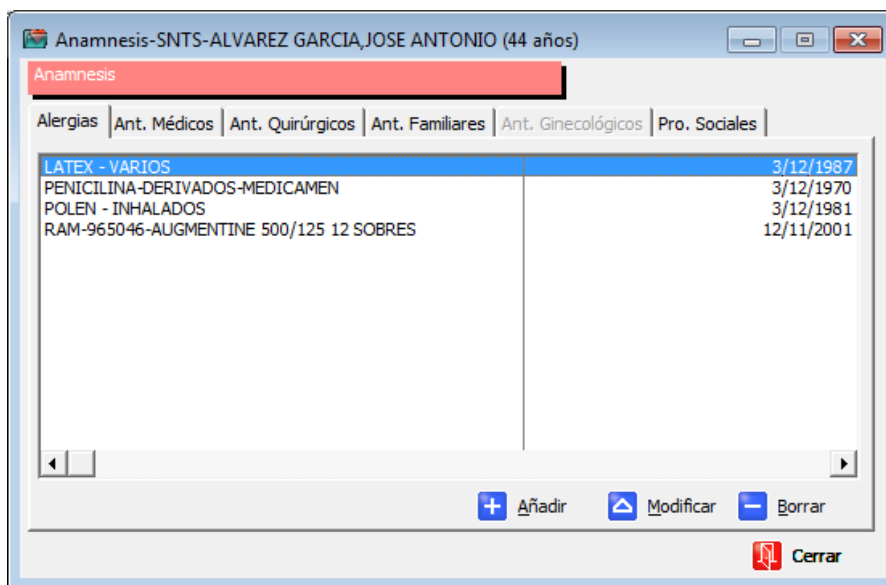 Anamnesis-SNTS-ALVAREZ GARCIA,JOSE ANTONIO (44 años)
Anamnesis
Alergias Ant. Médicos Ant. Quirúrgicos Ant. Familiares Ant. Ginecológicos Pro. Sociales
LATEX - VARIOS 3/12/1987
PENICILINA-DERIVADOS-MEDICAMEN 3/12/1970
POLEN - INHALADOS 3/12/1981
RAM-965046-AUGMENTINE 500/125 12 SOBRES 12/11/2001
Añadir Modificar Borrar
Cerrar